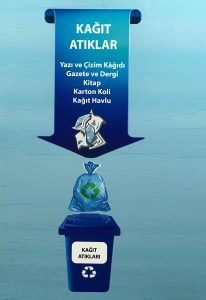 KAĞIT
ATIKLAR
Yazı ve Çizim Kâğıdı
Gazete ve Dergi
Kitap
Karton Koli
Kağıt Havlu
KAĞIT
ATIKLARI